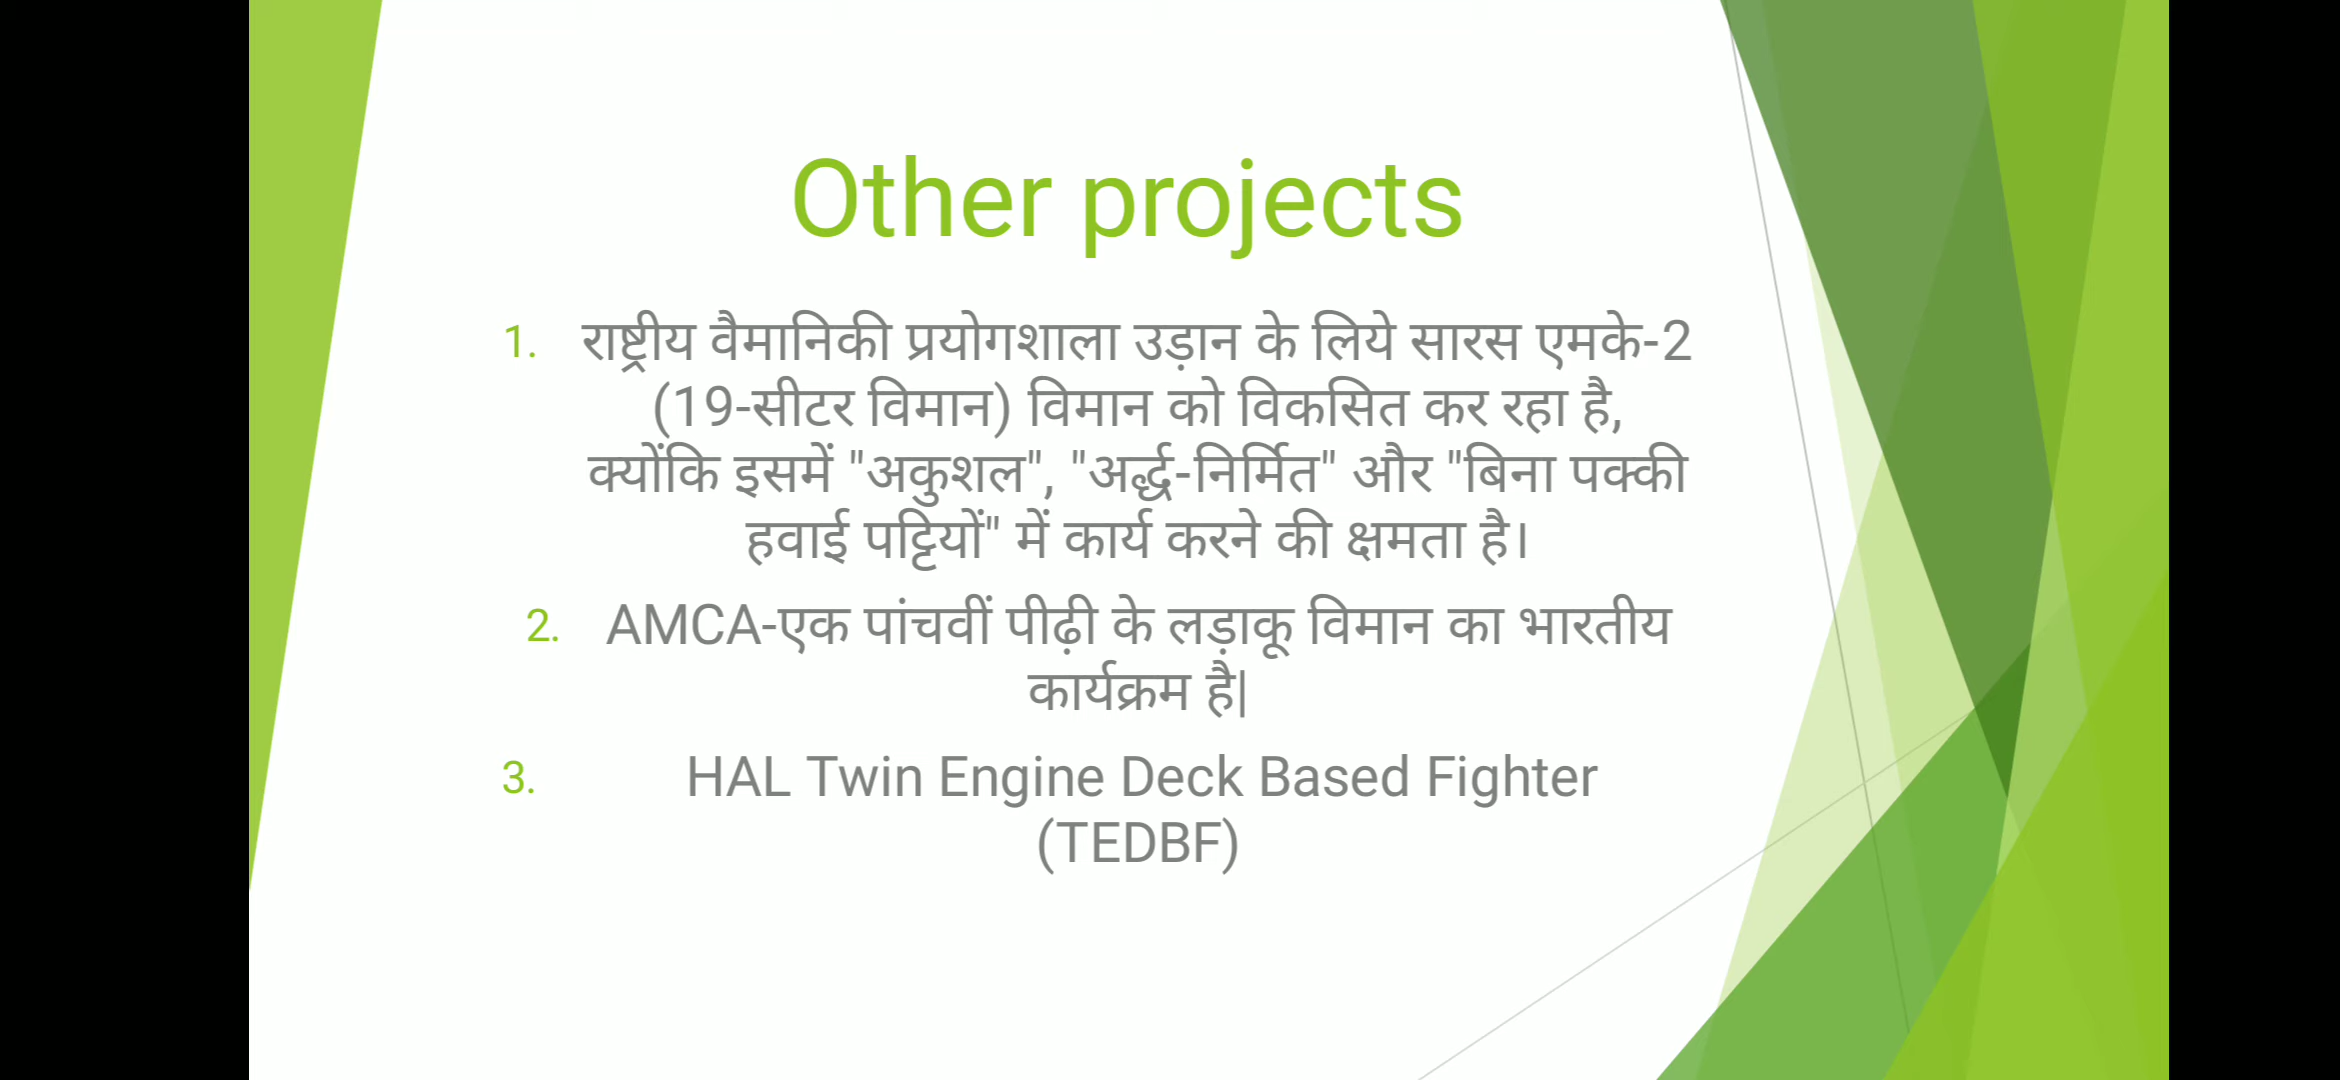 Other projects
1. राष्ट्रीय वैमानिकी प्रयोगशाला उड़ान के लिये सारस एमके-2
(19-सीटर विमान) विमान को विकसित कर रहा है,
क्योंकि इसमें "अकुशल", "अर्द्ध-निर्मित" और "बिना पक्की
हवाई पट्टियों" में कार्य करने की क्षमता है।
2. AMCA-एक पांचवीं पीढ़ी के लड़ाकू विमान का भारतीय
कार्यक्रम है|
3. HAL Twin Engine Deck Based Fighter
(TEDBF)